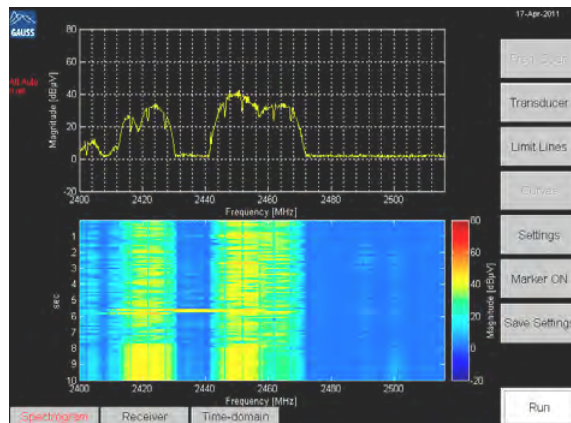 17-Apr-2011
GAUSS
80
60
40
20
0
-20
Magnitude [dBµV]
2400 2420 2440 2460 2480 2500
Frequency [MHz]
Transducer
Limit Lines
Curves
Settings
Marker ON
Save Settings
Run
1
2
3
4
5
6
7
8
9
10
sec
2400 2420 2440 2460 2480 2500
Frequency [MHz]
80
60
40
20
0
-20
Magnitude [dBµV]
Spectrogram
Receiver
Time-domain